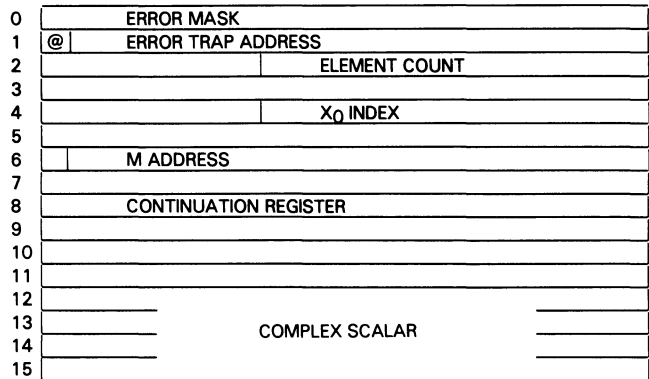 0 ERROR MASK
1 @ ERROR TRAP ADDRESS
2 ELEMENT COUNT
3
4 X0 INDEX
5
6 M ADDRESS
7
8 CONTINUATION REGISTER
9
10
11
12
13 COMPLEX SCALAR
14
15